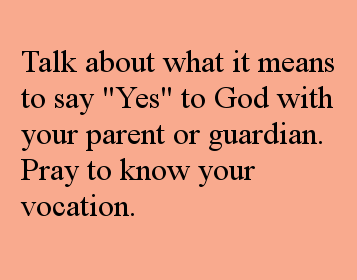 Talk about what it means
to say "Yes" to God with
your parent or guardian.
Pray to know your
vocation.